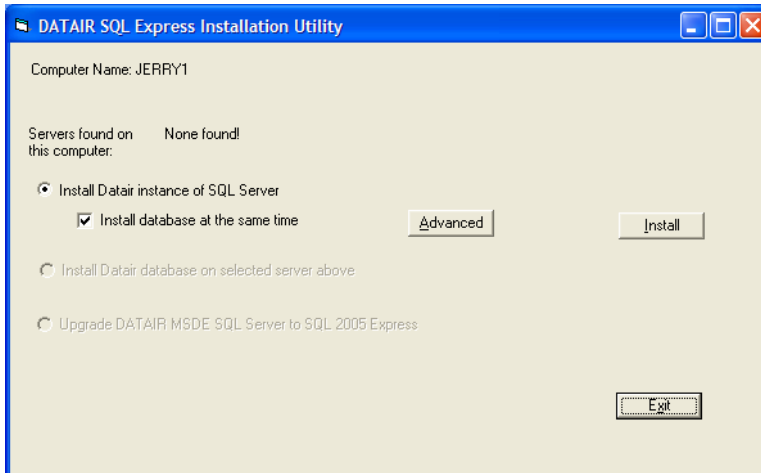 DATAIR SQL Express Installation Utility
Computer Name: JERRY1
Servers found on None found!
this computer:
Install Datair instance of SQL Server
Install database at the same time
Advanced
Install
Install Datair database on selected server above
Upgrade DATAIR MSDE SQL Server to SQL 2005 Express
Exit